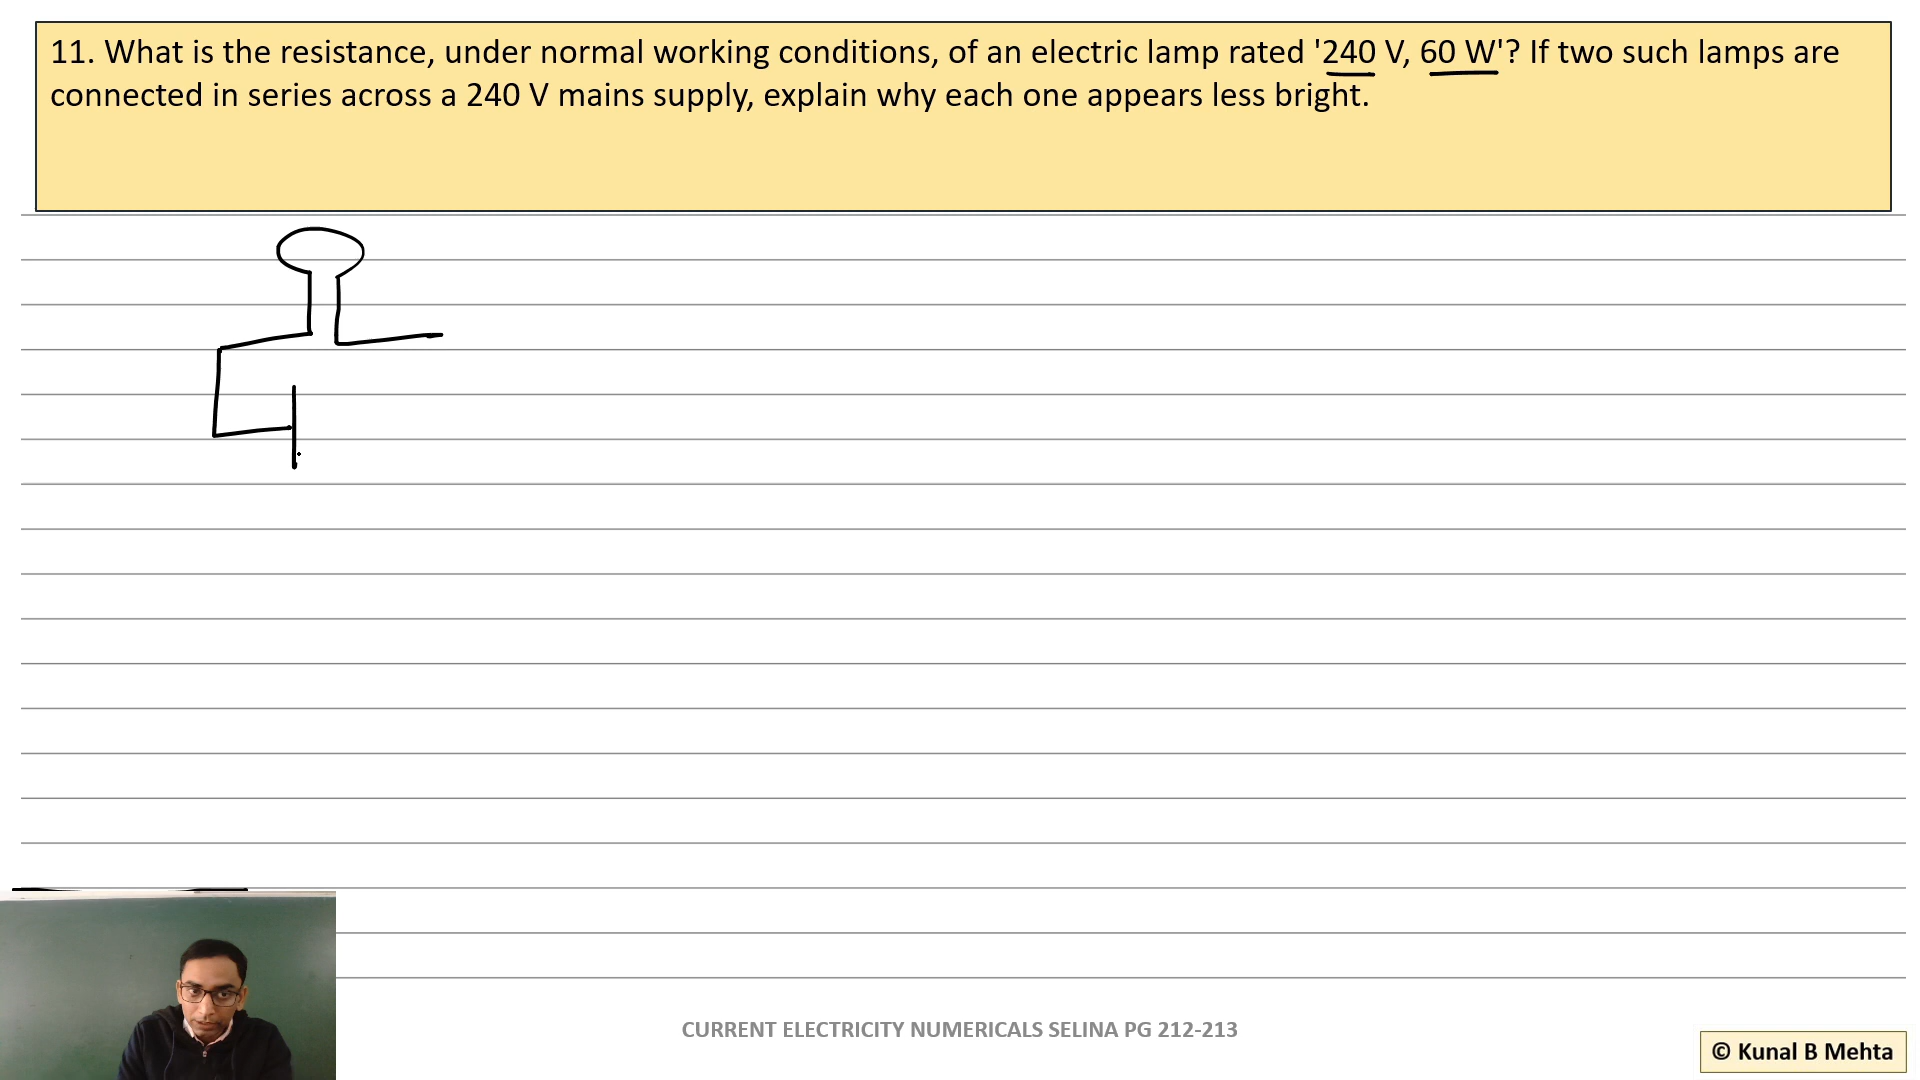 11. What is the resistance, under normal working conditions, of an electric lamp rated '240 V, 60 W'? If two such lamps are
connected in series across a 240 V mains supply, explain why each one appears less bright.
CURRENT ELECTRICITY NUMERICALS SELINA PG 212-213
© Kunal B Mehta